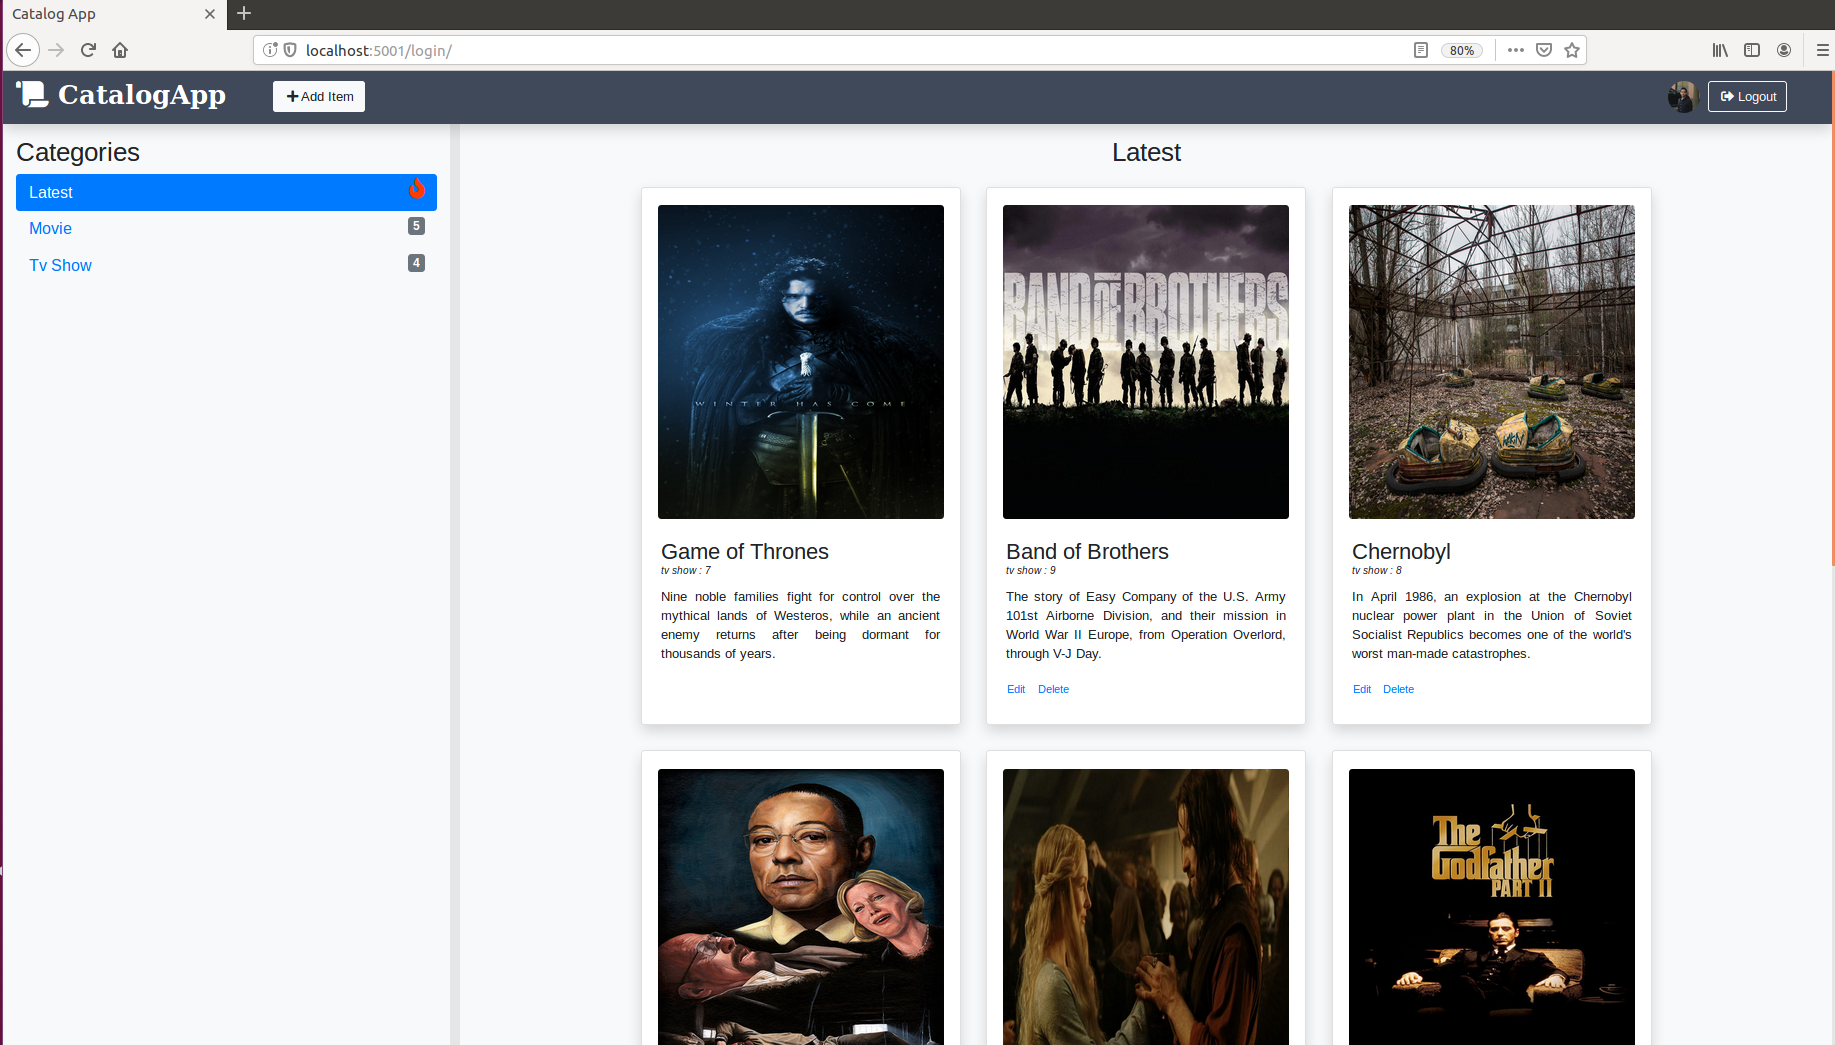 Catalog App
localhost:5001/login/
80%
CatalogApp
Add Item
Logout
Categories
Latest
Movie 5
Tv Show 4
Latest
WINTER HAS COME
BAND OF BROTHERS
Game of Thrones
tv show : 7
Nine noble families fight for control over the
mythical lands of Westeros, while an ancient
enemy returns after being dormant for
thousands of years.
Band of Brothers
tv show : 9
The story of Easy Company of the U.S. Army
101st Airborne Division, and their mission in
World War II Europe, from Operation Overlord,
through V-J Day.
Edit Delete
Chernobyl
tv show : 8
In April 1986, an explosion at the Chernobyl
nuclear power plant in the Union of Soviet
Socialist Republics becomes one of the world's
worst man-made catastrophes.
Edit Delete
The
Godfather
PART II